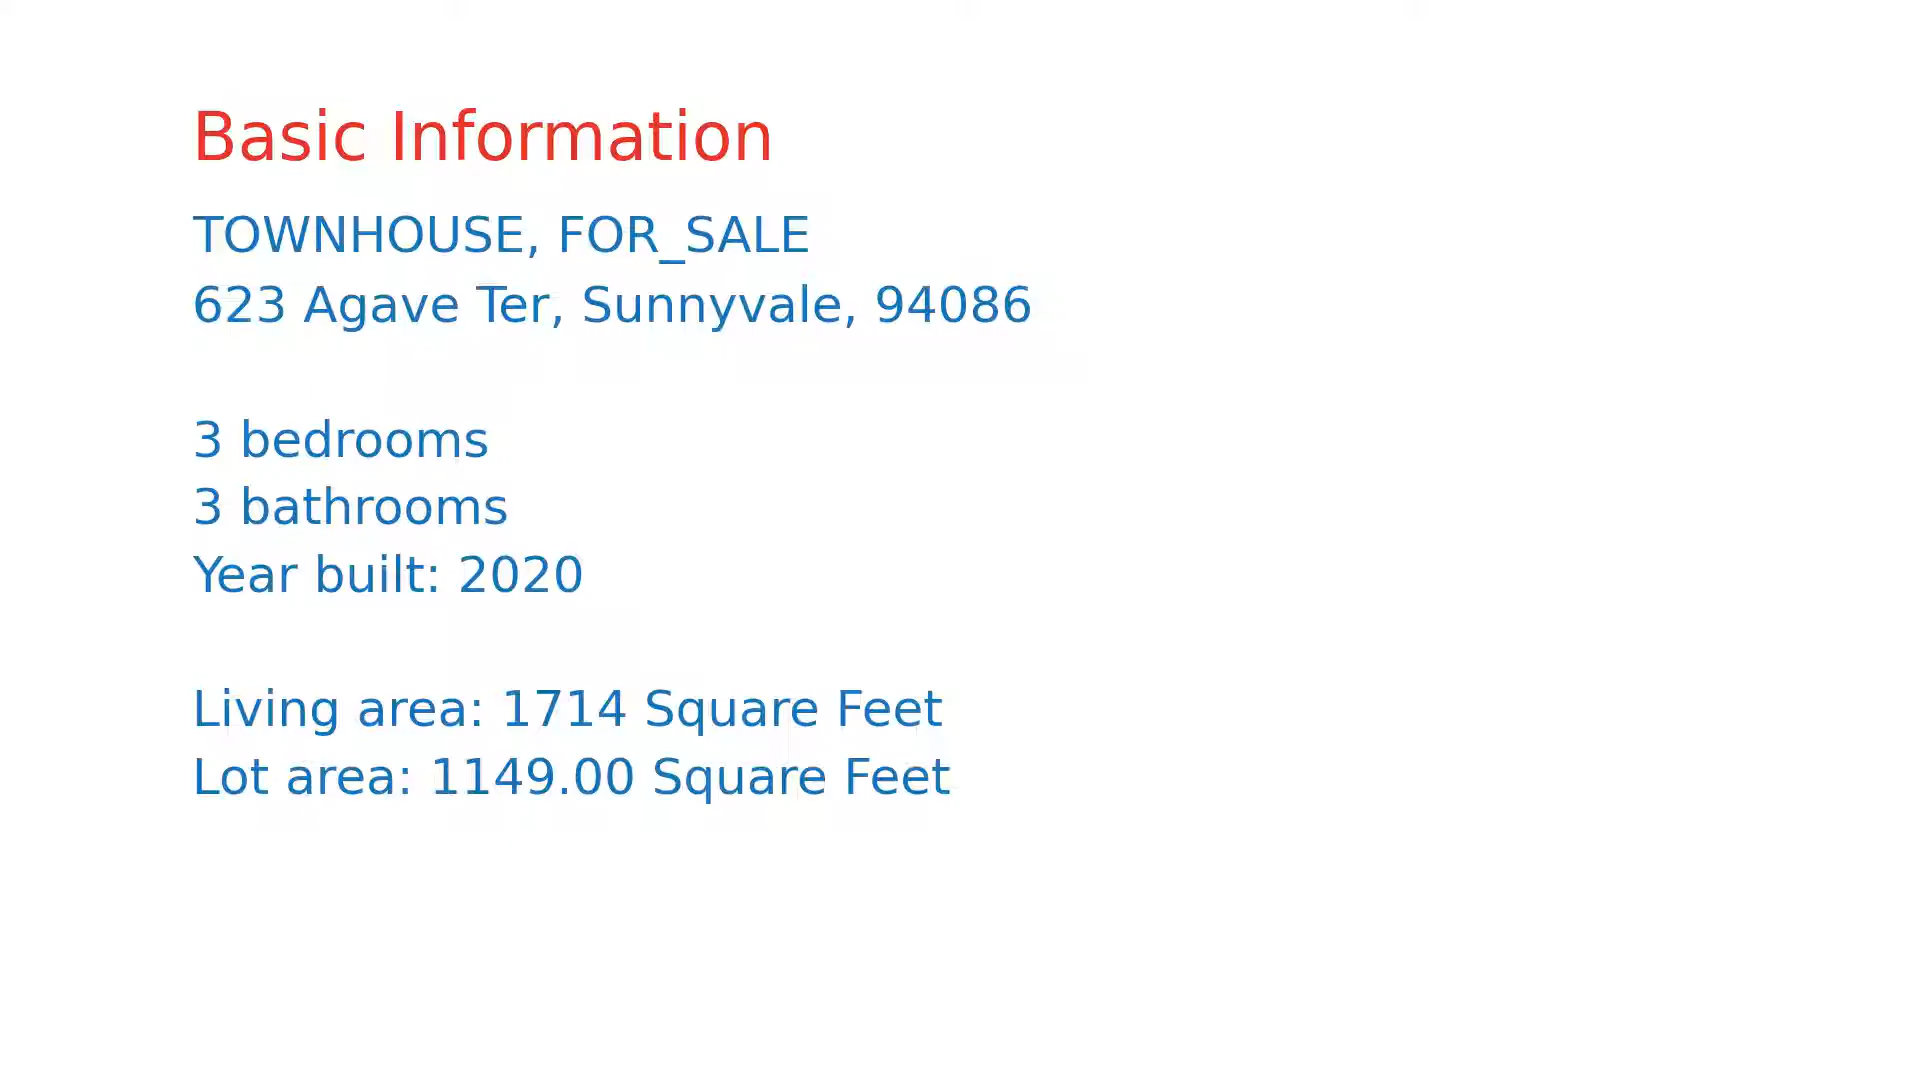 Basic Information
TOWNHOUSE, FOR_SALE
623 Agave Ter, Sunnyvale, 94086
3 bedrooms
3 bathrooms
Year built: 2020
Living area: 1714 Square Feet
Lot area: 1149.00 Square Feet